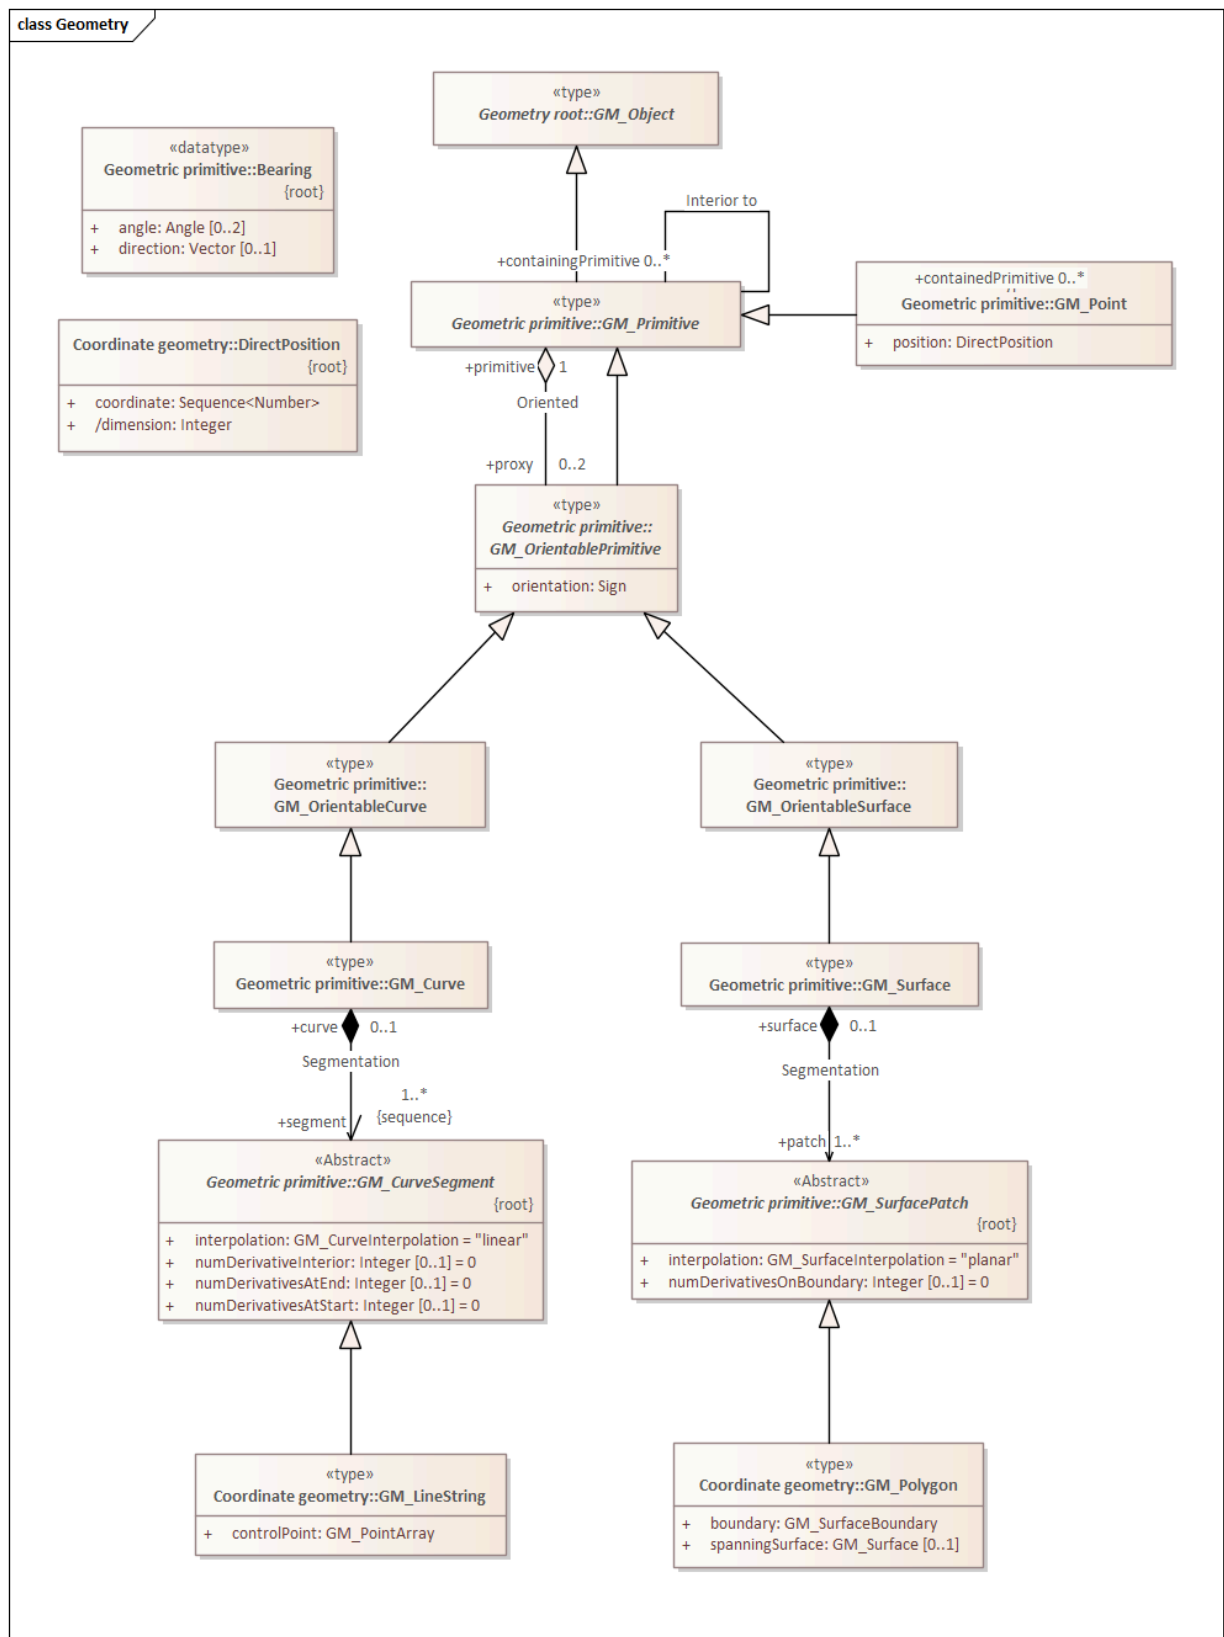 class Geometry
«type»
Geometry root::GM_Object
«datatype»
Geometric primitive::Bearing
{root}
+ angle: Angle [0..2]
+ direction: Vector [0..1]
Interior to
+containingPrimitive 0..*
+containedPrimitive 0..*
Geometric primitive::GM_Point
+ position: DirectPosition
«type»
Geometric primitive::GM_Primitive
Coordinate geometry::DirectPosition
{root}
+ coordinate: Sequence<Number>
+ /dimension: Integer
+primitive 1
Oriented
+proxy 0..2
«type»
Geometric primitive::
GM_OrientablePrimitive
+ orientation: Sign
«type»
Geometric primitive::
GM_OrientableCurve
«type»
Geometric primitive::
GM_OrientableSurface
«type»
Geometric primitive::GM_Curve
«type»
Geometric primitive::GM_Surface
+curve 0..1
Segmentation
1..*
+segment {sequence}
+surface 0..1
Segmentation
+patch 1..*
«Abstract»
Geometric primitive::GM_CurveSegment
{root}
+ interpolation: GM_CurveInterpolation = "linear"
+ numDerivativeInterior: Integer [0..1] = 0
+ numDerivativesAtEnd: Integer [0..1] = 0
+ numDerivativesAtStart: Integer [0..1] = 0
«Abstract»
Geometric primitive::GM_SurfacePatch
{root}
+ interpolation: GM_SurfaceInterpolation = "planar"
+ numDerivativesOnBoundary: Integer [0..1] = 0
«type»
Coordinate geometry::GM_LineString
+ controlPoint: GM_PointArray
«type»
Coordinate geometry::GM_Polygon
+ boundary: GM_SurfaceBoundary
+ spanningSurface: GM_Surface [0..1]